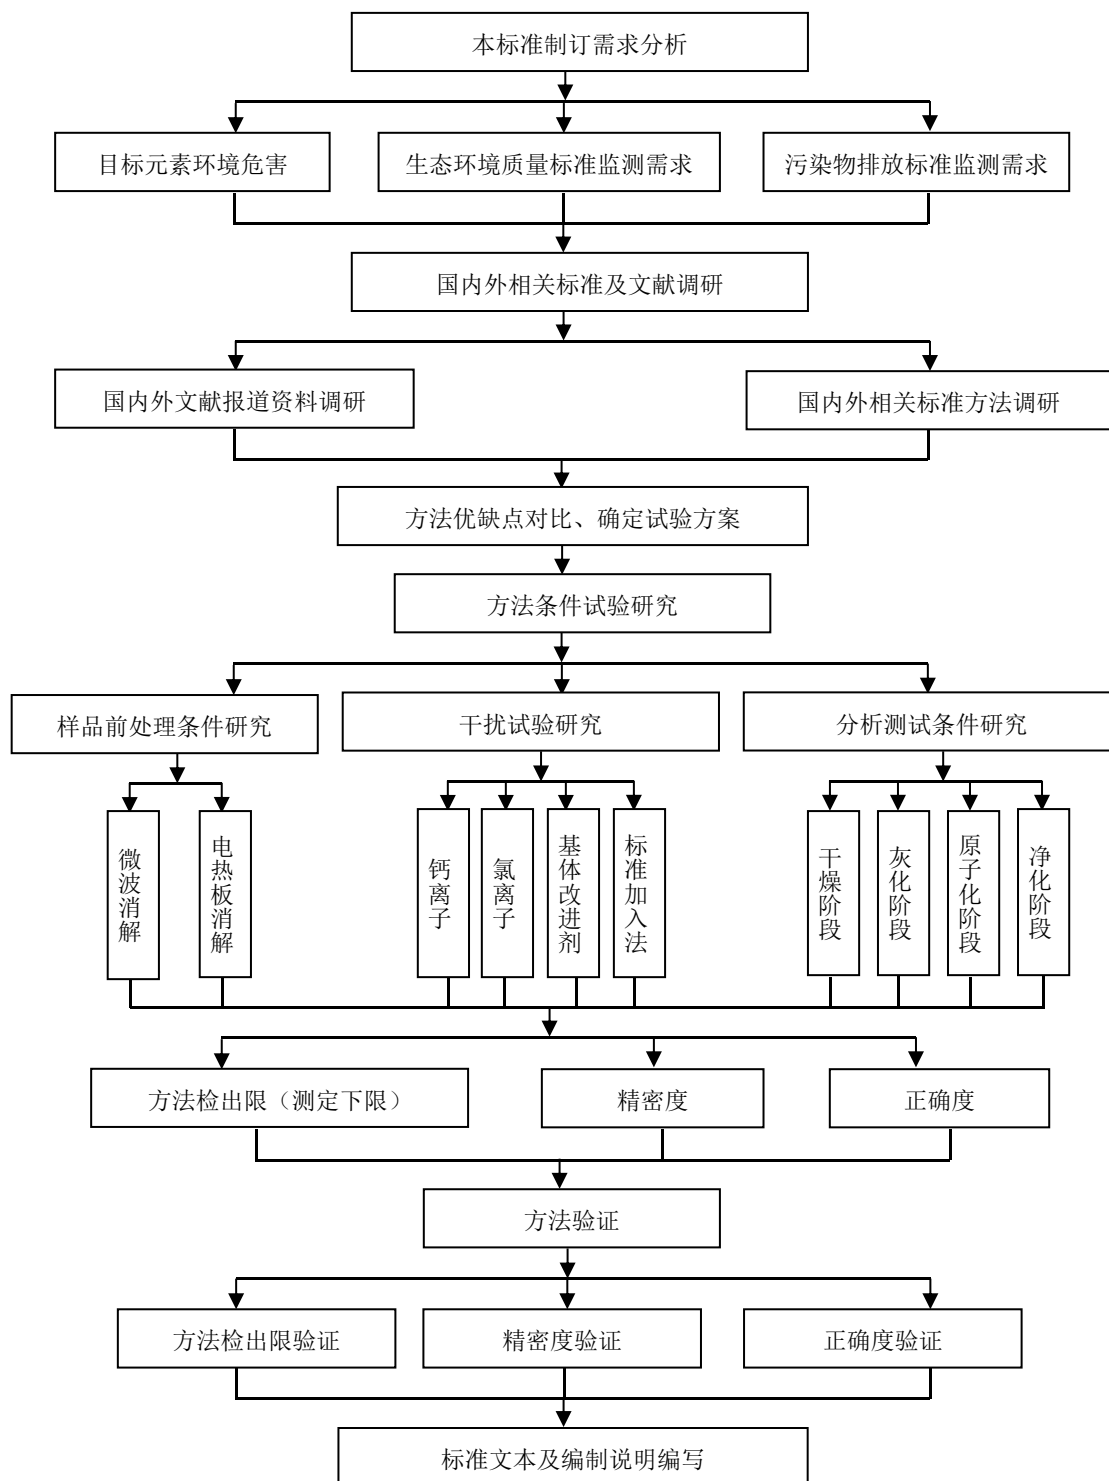 本标准制订需求分析
目标元素环境危害
生态环境质量标准监测需求
污染物排放标准监测需求
国内外相关标准及文献调研
国内外文献报道资料调研
国内外相关标准方法调研
方法优缺点对比、确定试验方案
方法条件试验研究
样品前处理条件研究
干扰试验研究
分析测试条件研究
微波消解
电热板消解
钙离子
氯离子
基体改进剂
标准加入法
干燥阶段
灰化阶段
原子化阶段
净化阶段
方法检出限（测定下限）
精密度
正确度
方法验证
方法检出限验证
精密度验证
正确度验证
标准文本及编制说明编写